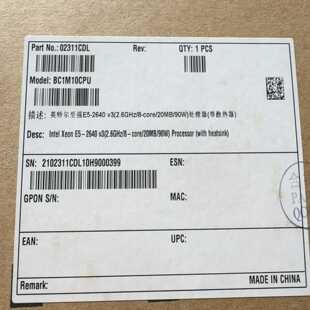 Part No.: 02311CDL Rev: QTY: 1 PCS
Model: BC1M10CPU
描述: 英特尔至强E5-2640 v3(2.6GHz/8-core/20MB/90W)处理器(带散热器)
Desc: Intel Xeon E5-2640 v3(2.6GHz/8-core/20MB/90W) Processor (with heatsink)
SN: 2102311CDL10H9000399 ESN:
GPON S/N: MAC:
EAN: UPC:
Remark: MADE IN CHINA